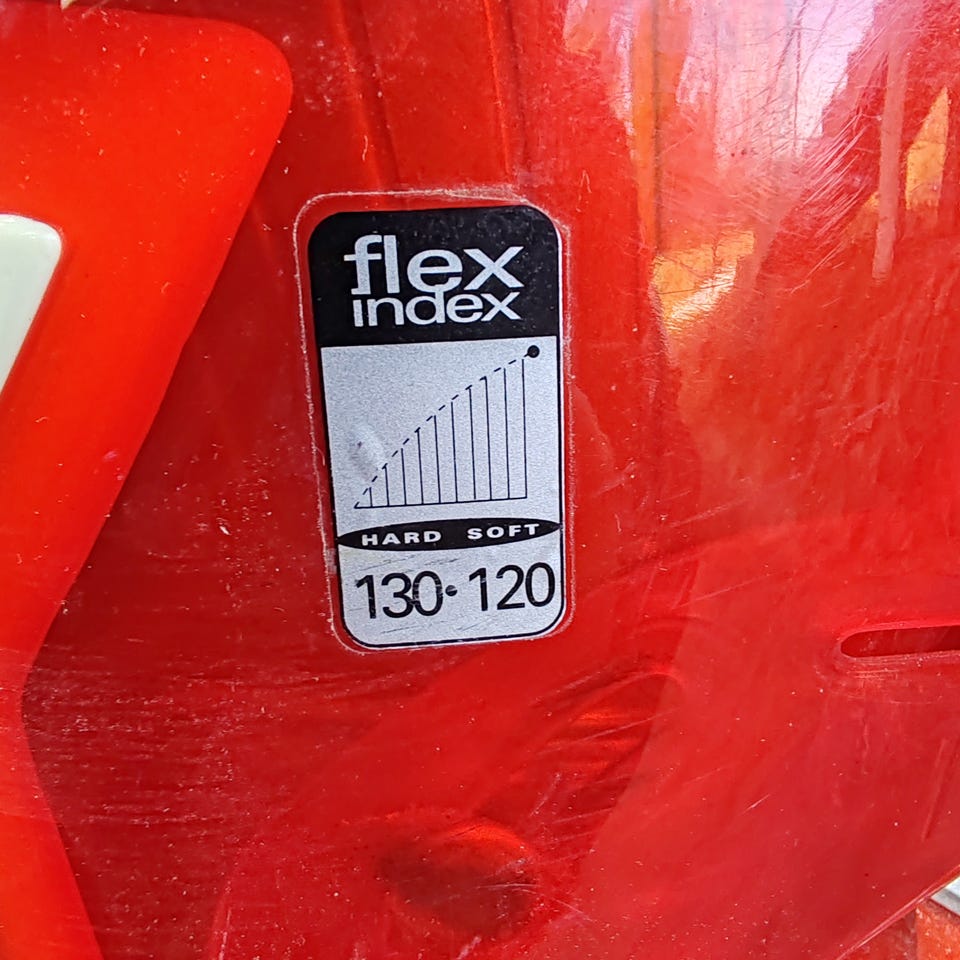 flex
index
HARD SOFT
130·120